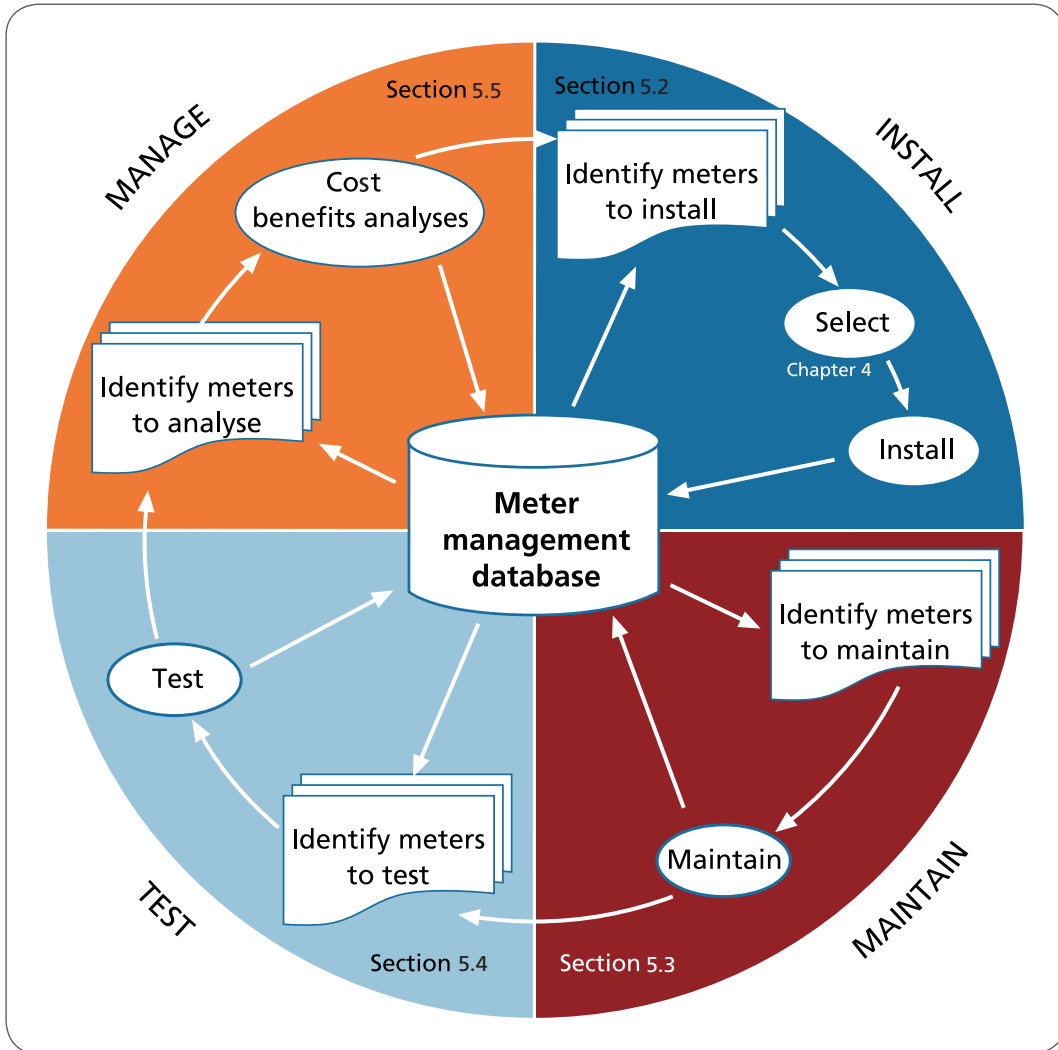 MANAGE
Section 5.5
Cost
benefits analyses
Identify meters
to analyse
INSTALL
Section 5.2
Identify meters
to install
Select
Chapter 4
Install
Meter
management
database
Identify meters
to maintain
Maintain
Section 5.3
MAINTAIN
Test
Identify meters
to test
Section 5.4
TEST